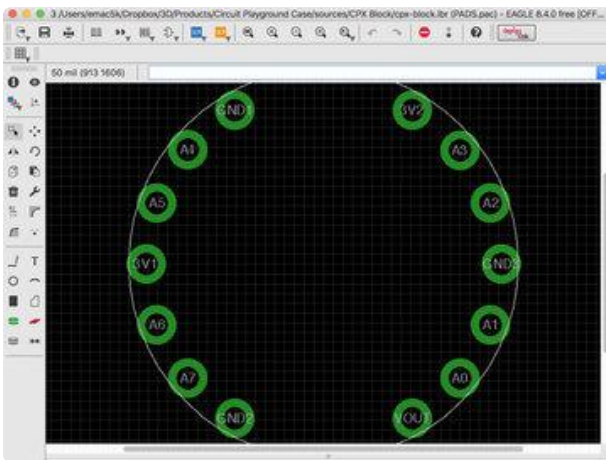 3 /Users/emacSk/Dropbox/3D/Products/Circuit Playground Case/sources/CPX Block/cpx-block.lbr (PADS.pac) - EAGLE 8.4.0 free [OFF...
50 mil (913 1606)
GND1
3V2
A4
A3
A5
A2
3V1
GND3
A6
A1
A7
A0
GND2
VOUT